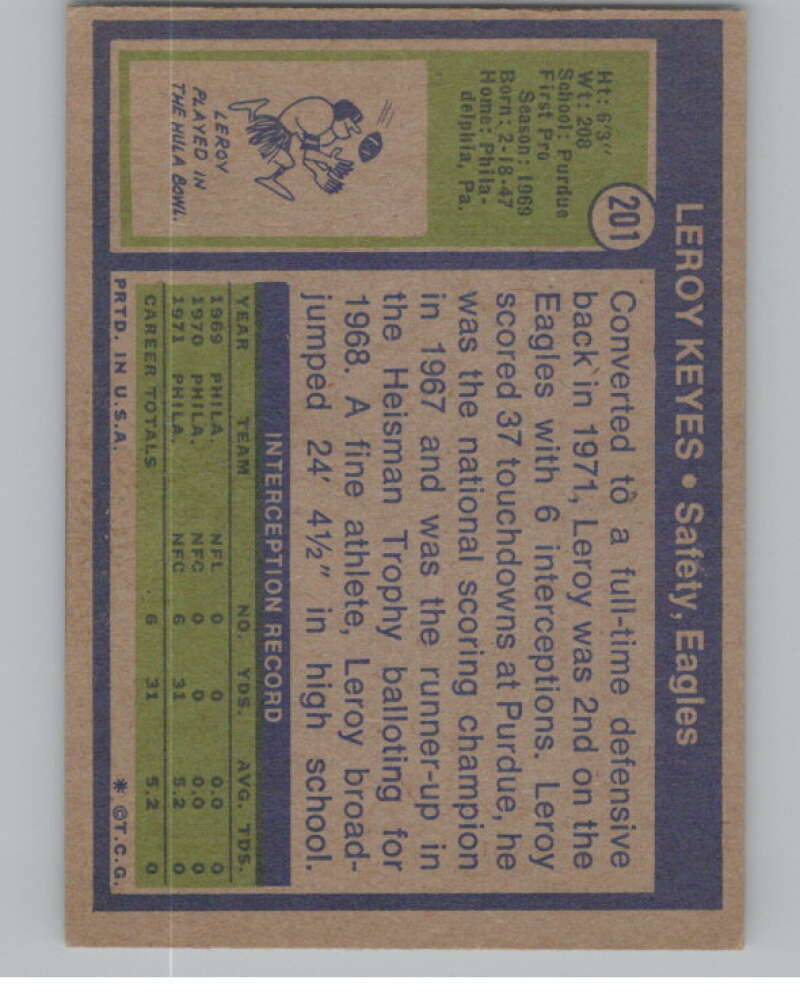 LEROY KEYES • Safety, Eagles
201
Ht: 6'3"
Wt: 208
School: Purdue
First Pro
Season: 1969
Born: 2-18-47
Home: Phila-
delphia, Pa.
LEROY
PLAYED IN
THE HULA BOWL.
Converted to a full-time defensive
back in 1971, Leroy was 2nd on the
Eagles with 6 interceptions. Leroy
scored 37 touchdowns at Purdue, he
was the national scoring champion
in 1967 and was the runner-up in
the Heisman Trophy balloting for
1968. A fine athlete, Leroy broad-
jumped 24' 4½" in high school.
INTERCEPTION RECORD
YEAR TEAM NO. YDS. AVG. TDS.
1969 PHILA. NFL 0 0 0.0 0
1970 PHILA. NFC 0 0 0.0 0
1971 PHILA. NFC 6 31 5.2 0
CAREER TOTALS 6 31 5.2 0
PRTD. IN U.S.A. * ©T.C.G.